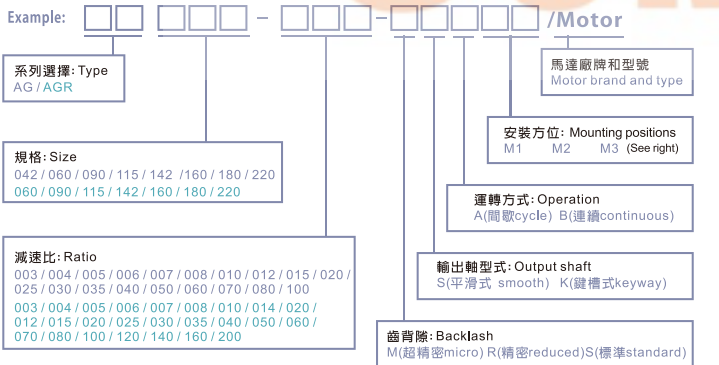 Example: – – /Motor
系列選擇: Type
AG / AGR
馬達廠牌和型號
Motor brand and type
規格: Size
042 / 060 / 090 / 115 / 142 /160 / 180 / 220
060 / 090 / 115 / 142 / 160 / 180 / 220
安裝方位: Mounting positions
M1 M2 M3 (See right)
運轉方式: Operation
A(間歇cycle) B(連續continuous)
減速比: Ratio
003 / 004 / 005 / 006 / 007 / 008 / 010 / 012 / 015 / 020 /
025 / 030 / 035 / 040 / 050 / 060 / 070 / 080 / 100
003 / 004 / 005 / 006 / 007 / 008 / 010 / 014 / 020 /
012 / 015 / 020 / 025 / 030 / 035 / 040 / 050 / 060 /
070 / 080 / 100 / 120 / 140 / 160 / 200
輸出軸型式: Output shaft
S(平滑式 smooth) K(鍵槽式keyway)
齒背隙: Backlash
M(超精密micro) R(精密reduced)S(標準standard)